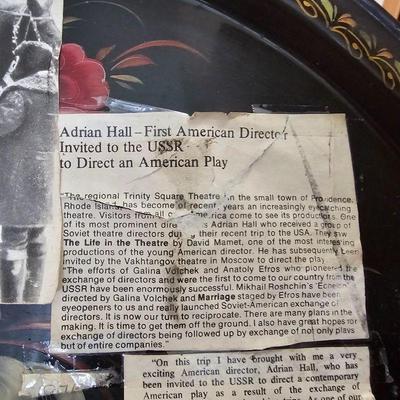 Adrian Hall – First American Director
Invited to the USSR
to Direct an American Play
"The regional Trinity Square Theatre in the small town of Providence,
Rhode Island, has become of recent years an increasingly eyecatching
theatre. Visitors from all America come to see its productions. One
of its most prominent directors is Adrian Hall who received a group of
Soviet theatre directors during their recent trip to the USA. They saw
The Life in the Theatre by David Mamet, one of the most interesting
productions of the young American director. He has subsequently been
invited by the Vakhtangov theatre in Moscow to direct the play
"The efforts of Galina Volchek and Anatoly Efros who pioneered the
exchange of directors and were the first to come to our country from the
USSR have been enormously successful. Mikhail Roshchin's
directed by Galina Volchek and Marriage staged by Efros have been
eyeopeners to us and really launched Soviet-American exchange of
directors. It is now our turn to reciprocate. There are many plans in the
making. It is time to get them off the ground. I also have great hopes for
exchange of directors being followed up by exchange of not only plays
but of entire companies."
"On this trip I have brought with me a very
exciting American director, Adrian Hall, who has
been invited to the USSR to direct a contemporary
American play as a result of the exchange of